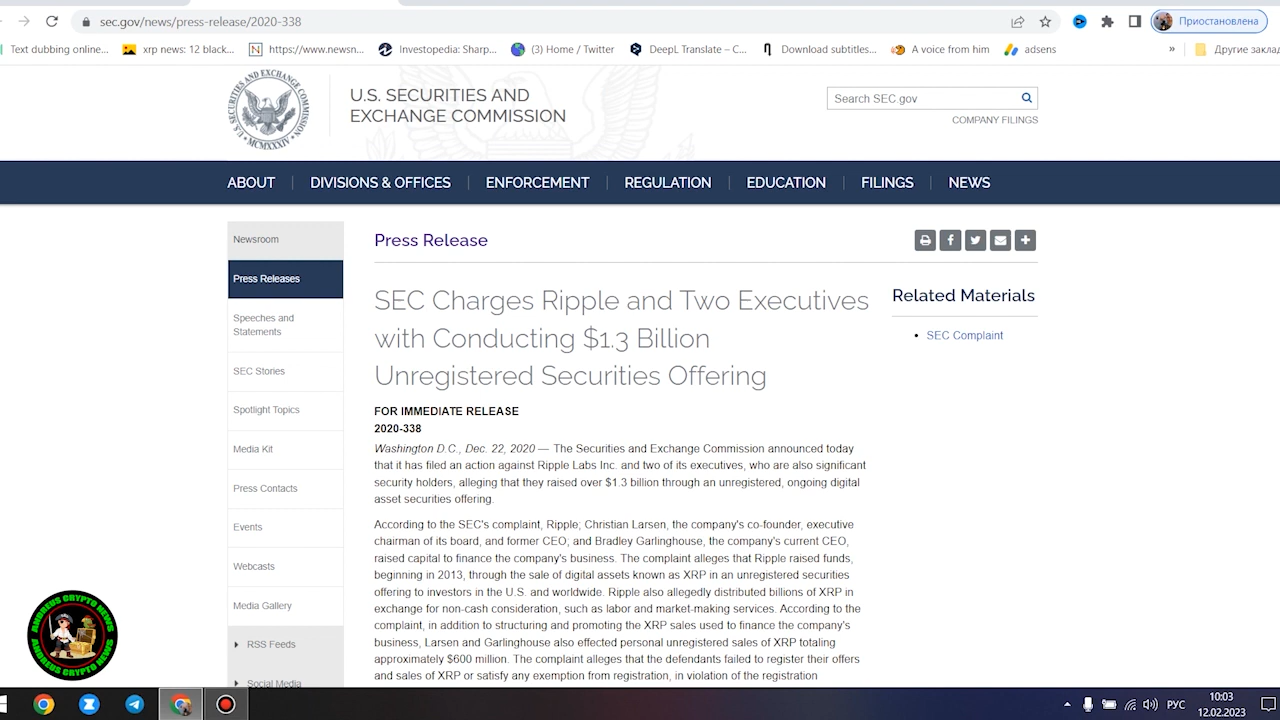 sec.gov/news/press-release/2020-338
Приостановлена
Text dubbing online...
xrp news: 12 black...
https://www.newsn...
Investopedia: Sharp...
(3) Home / Twitter
DeepL Translate – C...
Download subtitles...
A voice from him
adsens
»
Другие заклад
U.S. SECURITIES AND
EXCHANGE COMMISSION
U.S. SECURITIES AND EXCHANGE COMMISSION
MCMXXXIV
Search SEC.gov
COMPANY FILINGS
ABOUT
DIVISIONS & OFFICES
ENFORCEMENT
REGULATION
EDUCATION
FILINGS
NEWS
Newsroom
Press Releases
Speeches and
Statements
SEC Stories
Spotlight Topics
Media Kit
Press Contacts
Events
Webcasts
Media Gallery
RSS Feeds
Social Media
Press Release
SEC Charges Ripple and Two Executives
with Conducting $1.3 Billion
Unregistered Securities Offering
FOR IMMEDIATE RELEASE
2020-338
Washington D.C., Dec. 22, 2020 — The Securities and Exchange Commission announced today
that it has filed an action against Ripple Labs Inc. and two of its executives, who are also significant
security holders, alleging that they raised over $1.3 billion through an unregistered, ongoing digital
asset securities offering.
According to the SEC's complaint, Ripple; Christian Larsen, the company's co-founder, executive
chairman of its board, and former CEO; and Bradley Garlinghouse, the company's current CEO,
raised capital to finance the company's business. The complaint alleges that Ripple raised funds,
beginning in 2013, through the sale of digital assets known as XRP in an unregistered securities
offering to investors in the U.S. and worldwide. Ripple also allegedly distributed billions of XRP in
exchange for non-cash consideration, such as labor and market-making services. According to the
complaint, in addition to structuring and promoting the XRP sales used to finance the company's
business, Larsen and Garlinghouse also effected personal unregistered sales of XRP totaling
approximately $600 million. The complaint alleges that the defendants failed to register their offers
and sales of XRP or satisfy any exemption from registration, in violation of the registration
Related Materials
SEC Complaint
ANDREUS CRYPTO NEWS
ANDREUS CRYPTO NEWS
РУС
10:03
12.02.2023